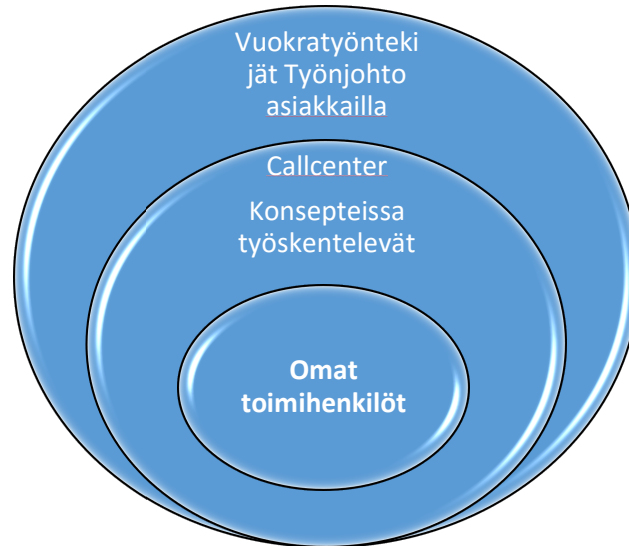 Vuokratyönteki
jät Työnjohto
asiakkailla
Callcenter
Konsepteissa
työskentelevät
Omat
toimihenkilöt